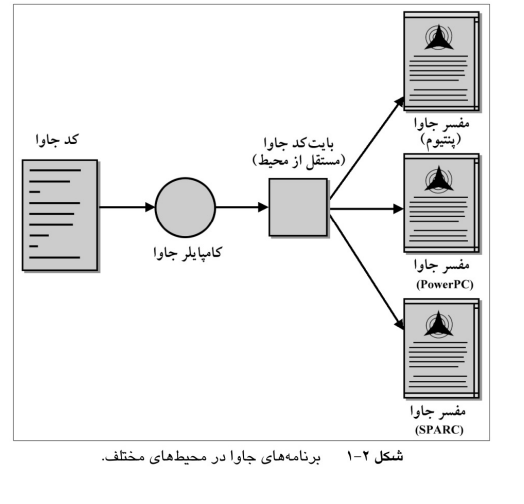 کد جاوا
کامپایلر جاوا
بایت‌کد جاوا
(مستقل از محیط)
مفسر جاوا
(پنتیوم)
مفسر جاوا
(PowerPC)
مفسر جاوا
(SPARC)
شکل ۲-۱ برنامه‌های جاوا در محیط‌های مختلف.